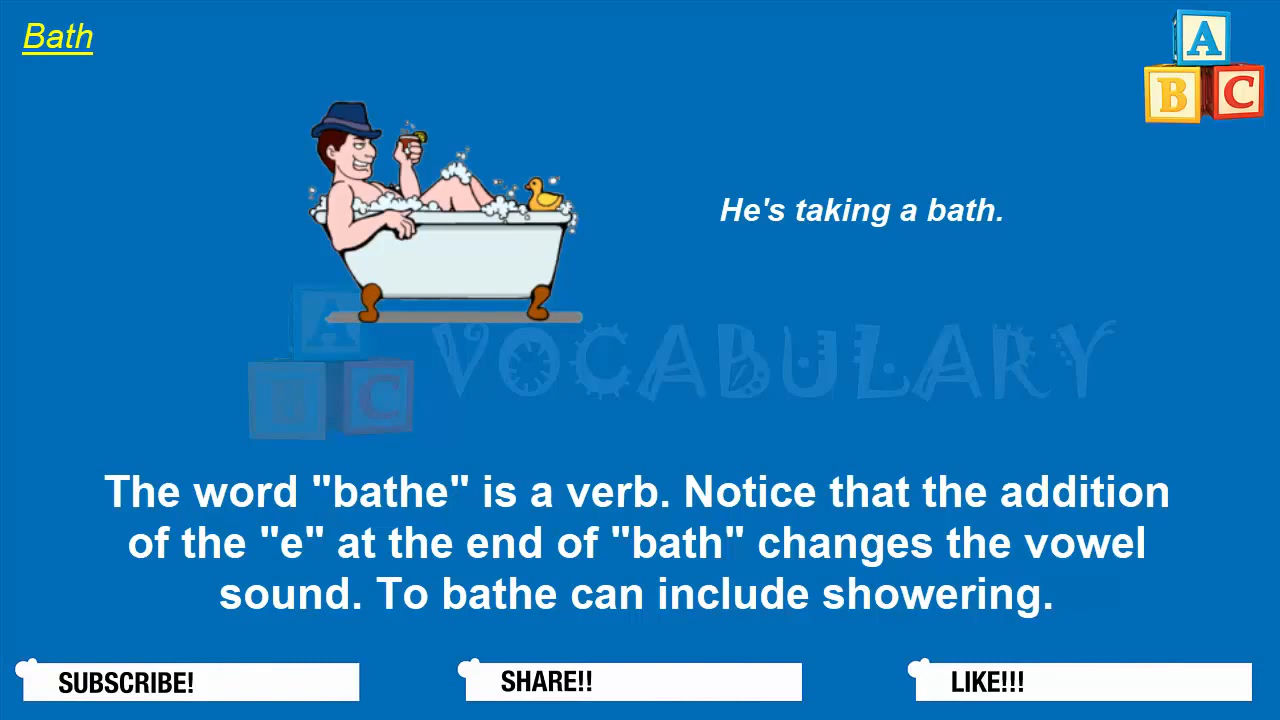 Bath
A
B C
He's taking a bath.
A
B C
VOCABULARY
The word "bathe" is a verb. Notice that the addition
of the "e" at the end of "bath" changes the vowel
sound. To bathe can include showering.
SUBSCRIBE!
SHARE!!
LIKE!!!